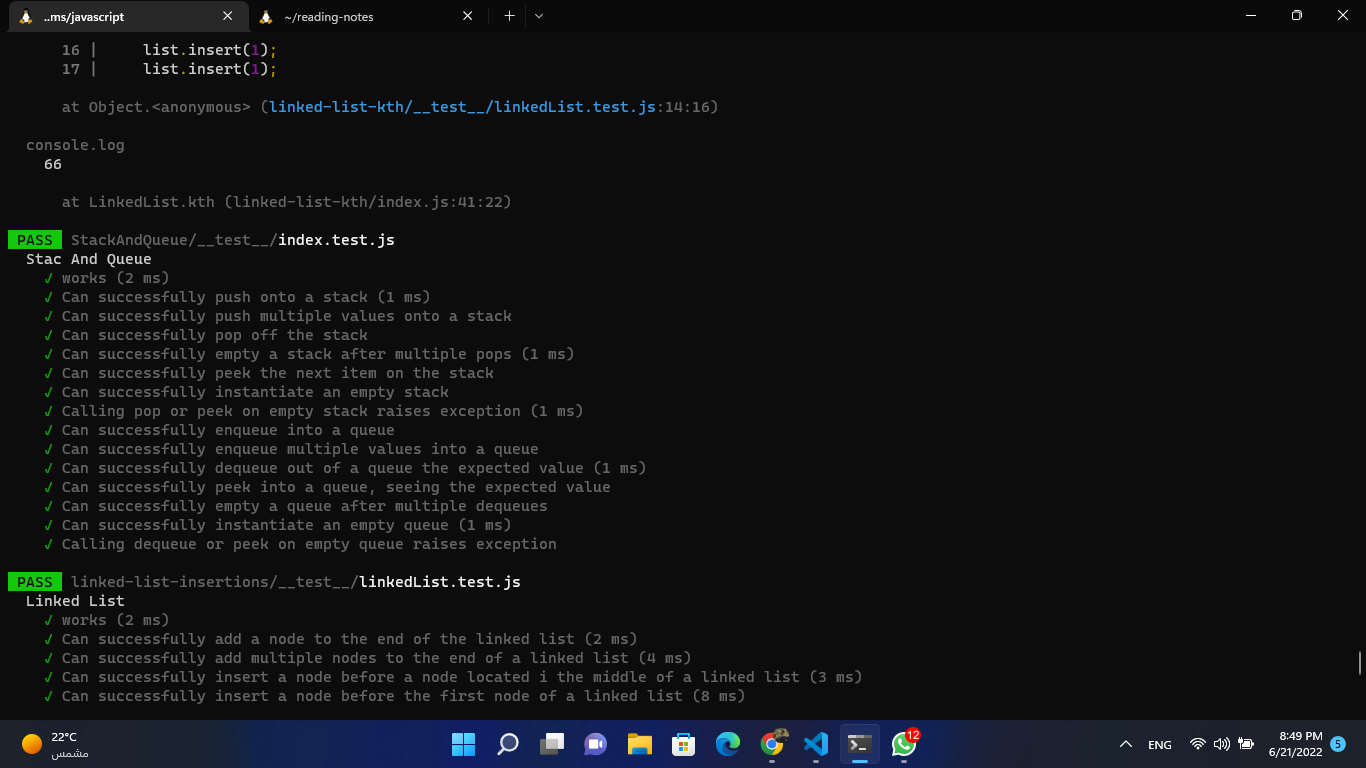 ..ms/javascript
~/reading-notes
16 | list.insert(1);
17 | list.insert(1);
at Object.<anonymous> (linked-list-kth/__test__/linkedList.test.js:14:16)
console.log
66
at LinkedList.kth (linked-list-kth/index.js:41:22)
PASS StackAndQueue/__test__/index.test.js
Stac And Queue
√ works (2 ms)
√ Can successfully push onto a stack (1 ms)
√ Can successfully push multiple values onto a stack
√ Can successfully pop off the stack
√ Can successfully empty a stack after multiple pops (1 ms)
√ Can successfully peek the next item on the stack
√ Can successfully instantiate an empty stack
√ Calling pop or peek on empty stack raises exception (1 ms)
√ Can successfully enqueue into a queue
√ Can successfully enqueue multiple values into a queue
√ Can successfully dequeue out of a queue the expected value (1 ms)
√ Can successfully peek into a queue, seeing the expected value
√ Can successfully empty a queue after multiple dequeues
√ Can successfully instantiate an empty queue (1 ms)
√ Calling dequeue or peek on empty queue raises exception
PASS linked-list-insertions/__test__/linkedList.test.js
Linked List
√ works (2 ms)
√ Can successfully add a node to the end of the linked list (2 ms)
√ Can successfully add multiple nodes to the end of a linked list (4 ms)
√ Can successfully insert a node before a node located i the middle of a linked list (3 ms)
√ Can successfully insert a node before the first node of a linked list (8 ms)
22°C
مشمس
12
ENG
8:49 PM
6/21/2022
5